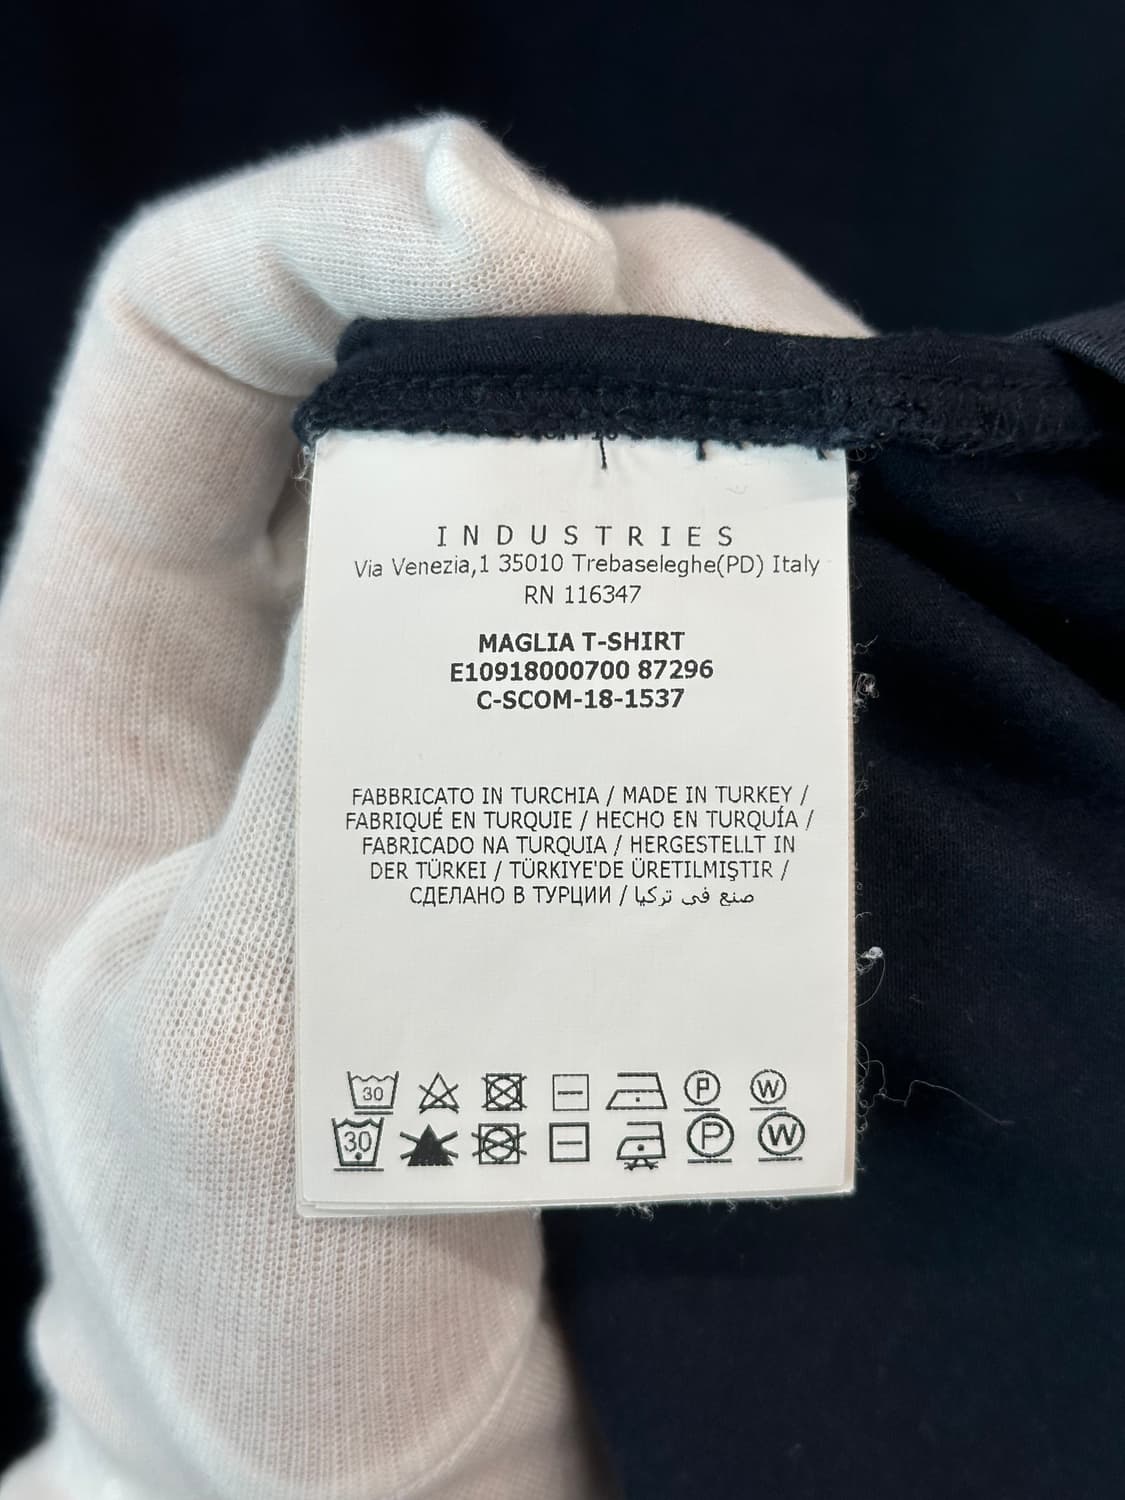 INDUSTRIES
Via Venezia,1 35010 Trebaseleghe(PD) Italy
RN 116347
MAGLIA T-SHIRT
E10918000700 87296
C-SCOM-18-1537
FABBRICATO IN TURCHIA / MADE IN TURKEY /
FABRIQUÉ EN TURQUIE / HECHO EN TURQUÍA /
FABRICADO NA TURQUIA / HERGESTELLT IN
DER TÜRKEI / TÜRKIYE'DE ÜRETILMIŞTIR /
СДЕЛАНО В ТУРЦИИ / صنع في تركيا
30 P W
30 P W